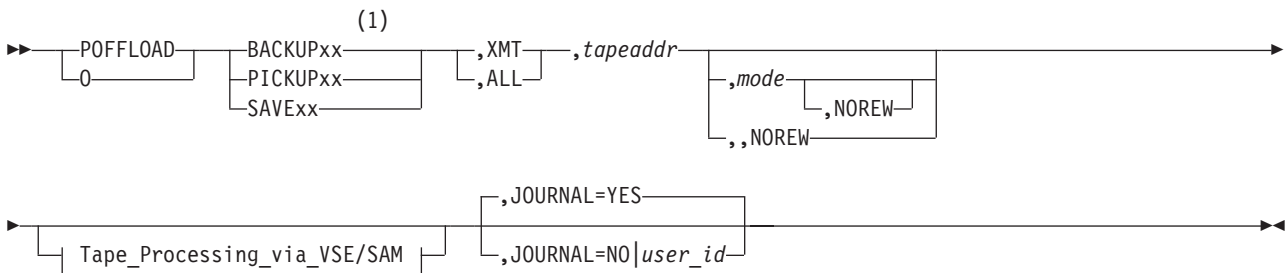 (1)
POFFLOAD BACKUPxx ,XMT ,tapeaddr
O PICKUPxx ,ALL ,mode
SAVExx ,NOREW
,,NOREW
,JOURNAL=YES
Tape_Processing_via_VSE/SAM ,JOURNAL=NO|user_id